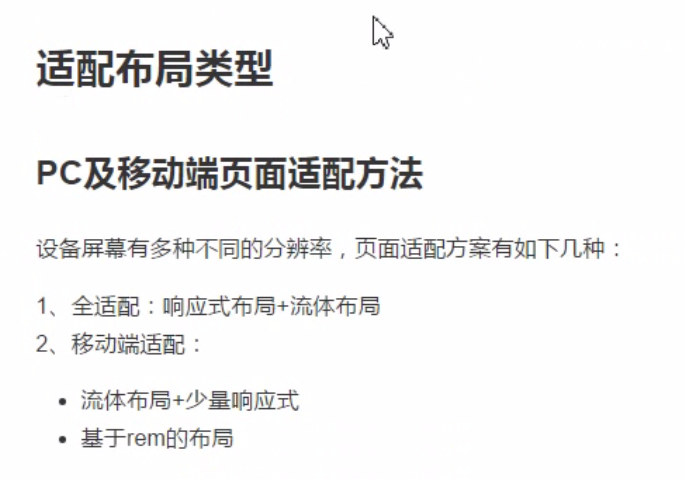 适配布局类型
PC及移动端页面适配方法
设备屏幕有多种不同的分辨率，页面适配方案有如下几种：
1、全适配：响应式布局+流体布局
2、移动端适配：
• 流体布局+少量响应式
• 基于rem的布局